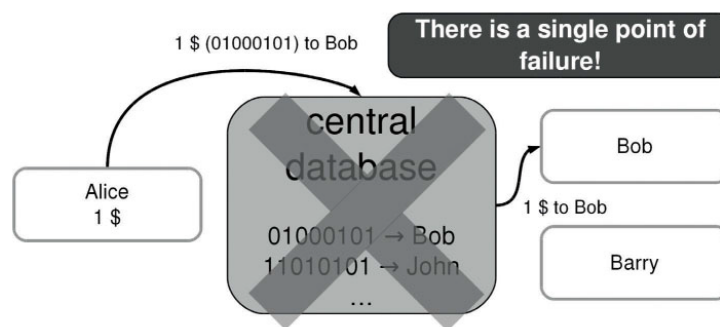 1 $ (01000101) to Bob
There is a single point of
failure!
central
database
Alice
1 $
01000101 → Bob
11010101 → John
...
Bob
1 $ to Bob
Barry